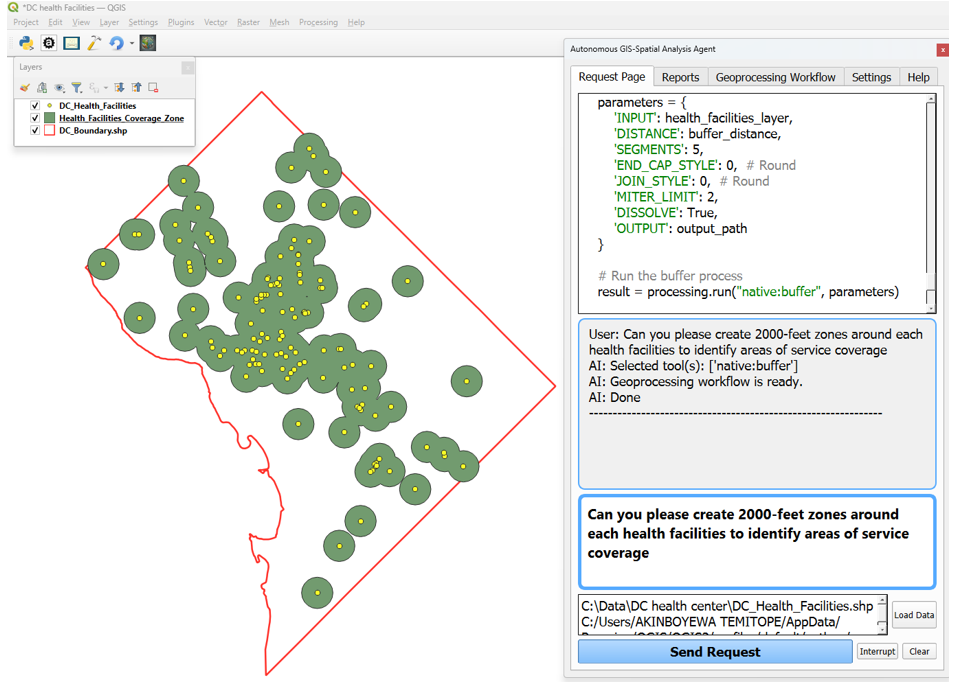 *DC health Facilities — QGIS
Project Edit View Layer Settings Plugins Vector Raster Mesh Processing Help
Layers
DC_Health_Facilities
Health_Facilities_Coverage_Zone
DC_Boundary.shp
Autonomous GIS-Spatial Analysis Agent
Request Page Reports Geoprocessing Workflow Settings Help
parameters = {
'INPUT': health_facilities_layer,
'DISTANCE': buffer_distance,
'SEGMENTS': 5,
'END_CAP_STYLE': 0, # Round
'JOIN_STYLE': 0, # Round
'MITER_LIMIT': 2,
'DISSOLVE': True,
'OUTPUT': output_path
}
# Run the buffer process
result = processing.run("native:buffer", parameters)
User: Can you please create 2000-feet zones around each
health facilities to identify areas of service coverage
AI: Selected tool(s): ['native:buffer']
AI: Geoprocessing workflow is ready.
AI: Done
------------------------------------------------------------------
Can you please create 2000-feet zones around
each health facilities to identify areas of service
coverage
C:\Data\DC health center\DC_Health_Facilities.shp
C:/Users/AKINBOYEWA TEMITOPE/AppData/
Load Data
Send Request
Interrupt
Clear